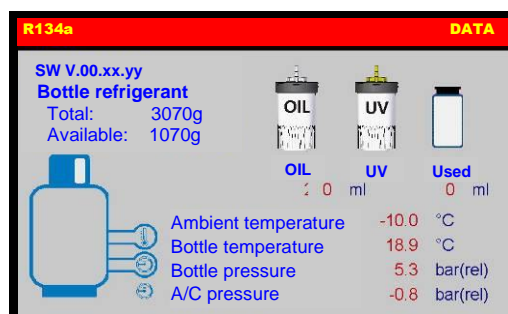 R134a DATA
SW V.00.xx.yy
Bottle refrigerant
Total: 3070g
Available: 1070g
OIL UV
OIL UV Used
0 ml 0 ml
Ambient temperature -10.0 °C
Bottle temperature 18.9 °C
Bottle pressure 5.3 bar(rel)
A/C pressure -0.8 bar(rel)